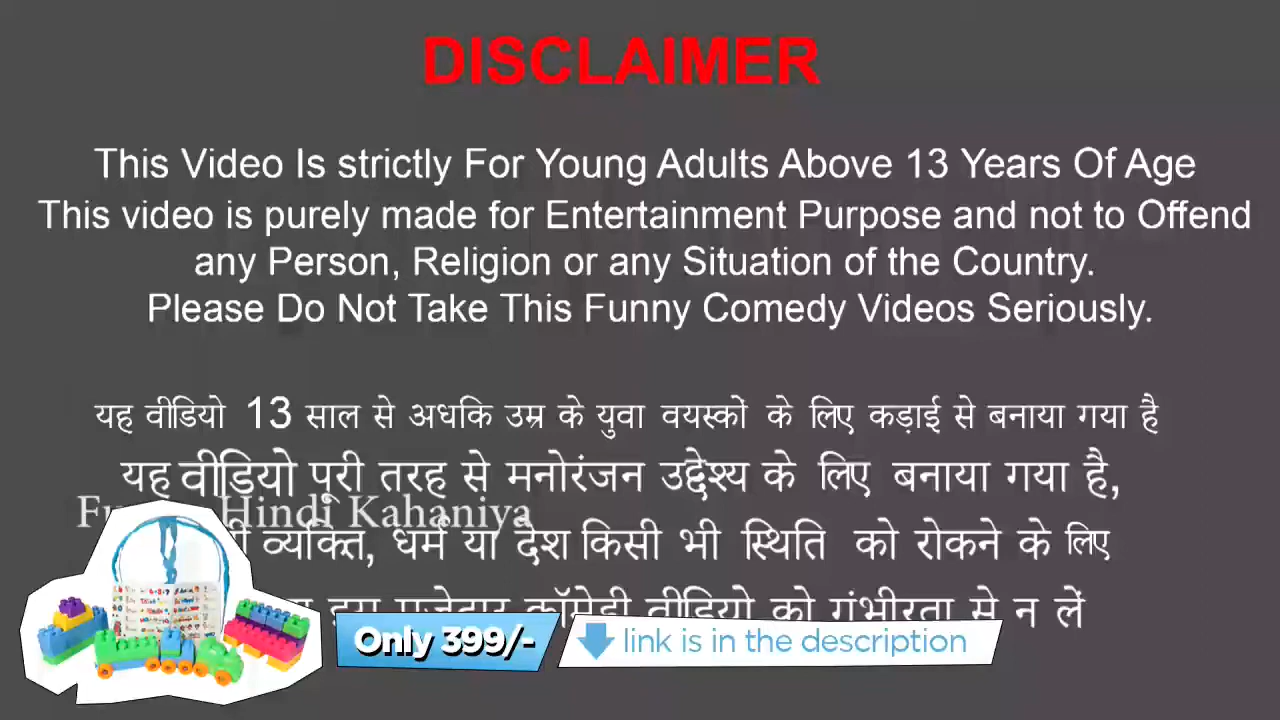 DISCLAIMER
This Video Is strictly For Young Adults Above 13 Years Of Age
This video is purely made for Entertainment Purpose and not to Offend
any Person, Religion or any Situation of the Country.
Please Do Not Take This Funny Comedy Videos Seriously.
यह वीडियो 13 साल से अधकि उम्र के युवा वयस्कों के लिए कड़ाई से बनाया गया है
यह वीडियो पूरी तरह से मनोरंजन उद्देश्य के लिए बनाया गया है,
Hindi Kahaniya
व्यक्ति, धर्म या देश किसी भी स्थिति को रोकने के लिए
कॉमेडी वीडियो को गंभीरता से न लें
Only 399/-
link is in the description